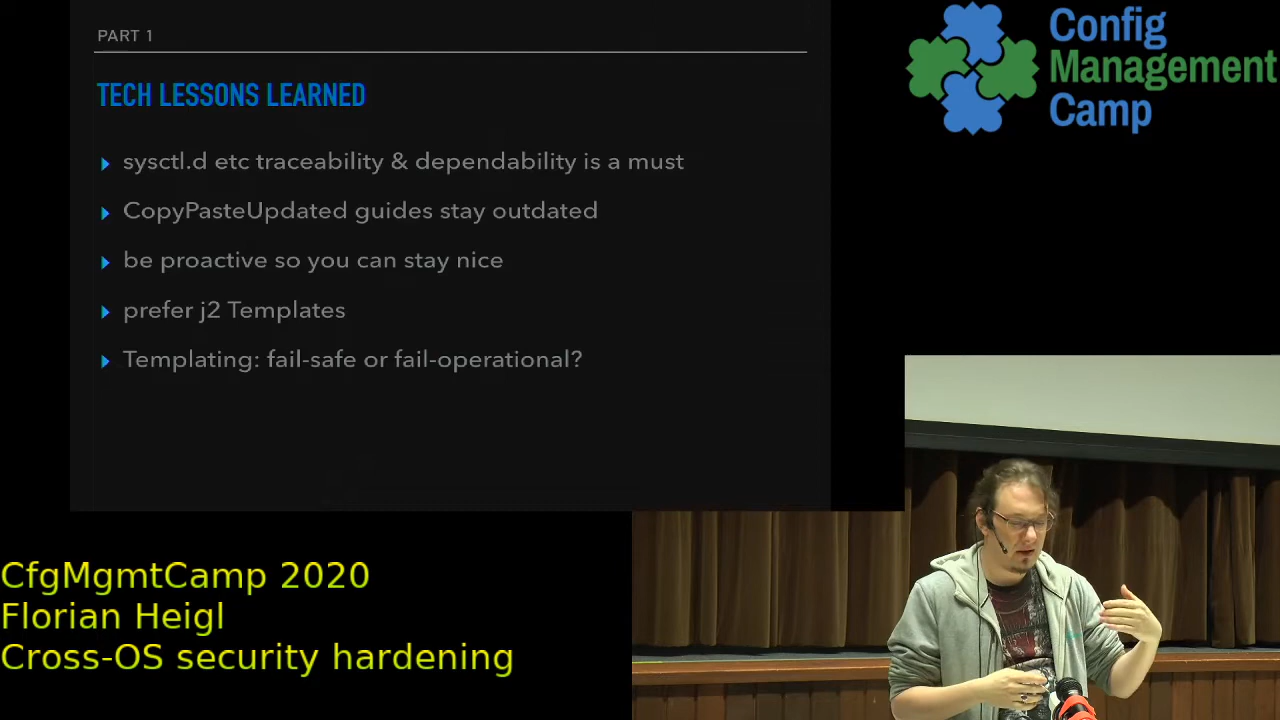 PART 1
TECH LESSONS LEARNED
sysctl.d etc traceability & dependability is a must
CopyPasteUpdated guides stay outdated
be proactive so you can stay nice
prefer j2 Templates
Templating: fail-safe or fail-operational?
Config
Management
Camp
CfgMgmtCamp 2020
Florian Heigl
Cross-OS security hardening